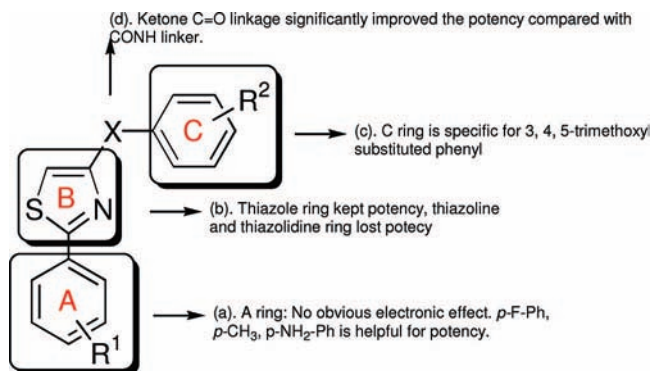 (d). Ketone C=O linkage significantly improved the potency compared with
CONH linker.
R²
X
C
(c). C ring is specific for 3, 4, 5-trimethoxyl
substituted phenyl
B
S
N
(b). Thiazole ring kept potency, thiazoline
and thiazolidine ring lost potecy
A
R¹
(a). A ring: No obvious electronic effect. p-F-Ph,
p-CH₃, p-NH₂-Ph is helpful for potency.